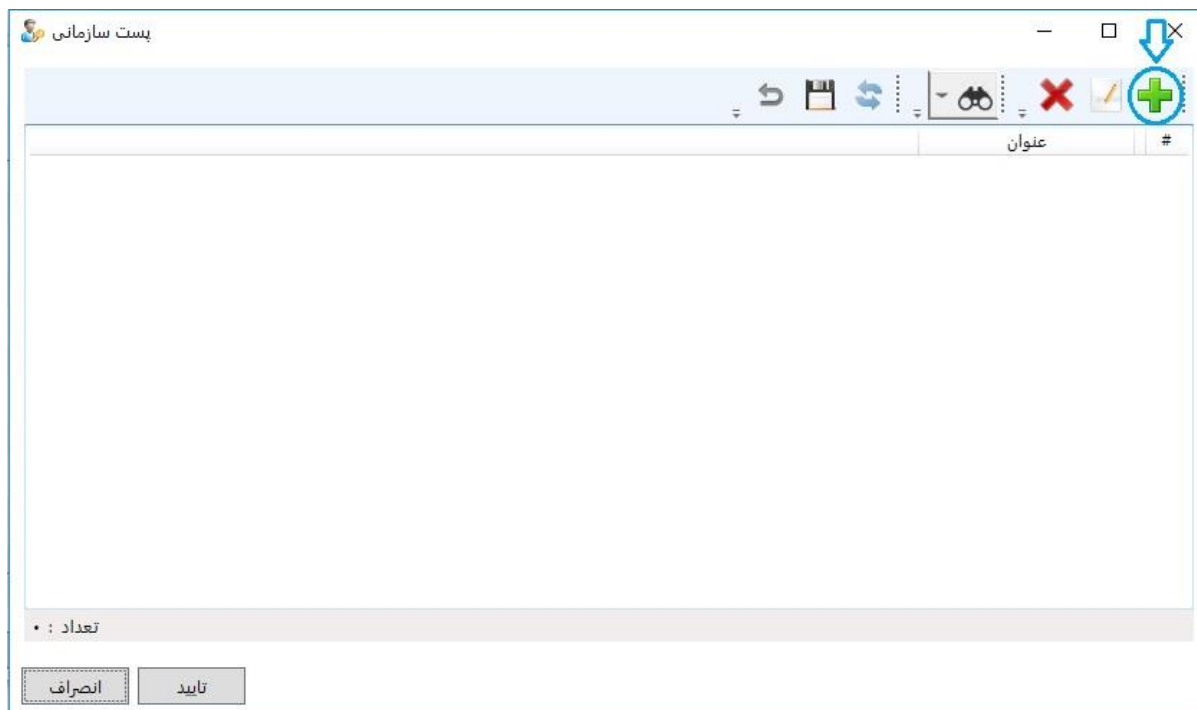 پست سازمانی
# عنوان
تعداد : ۰
تایید انصراف